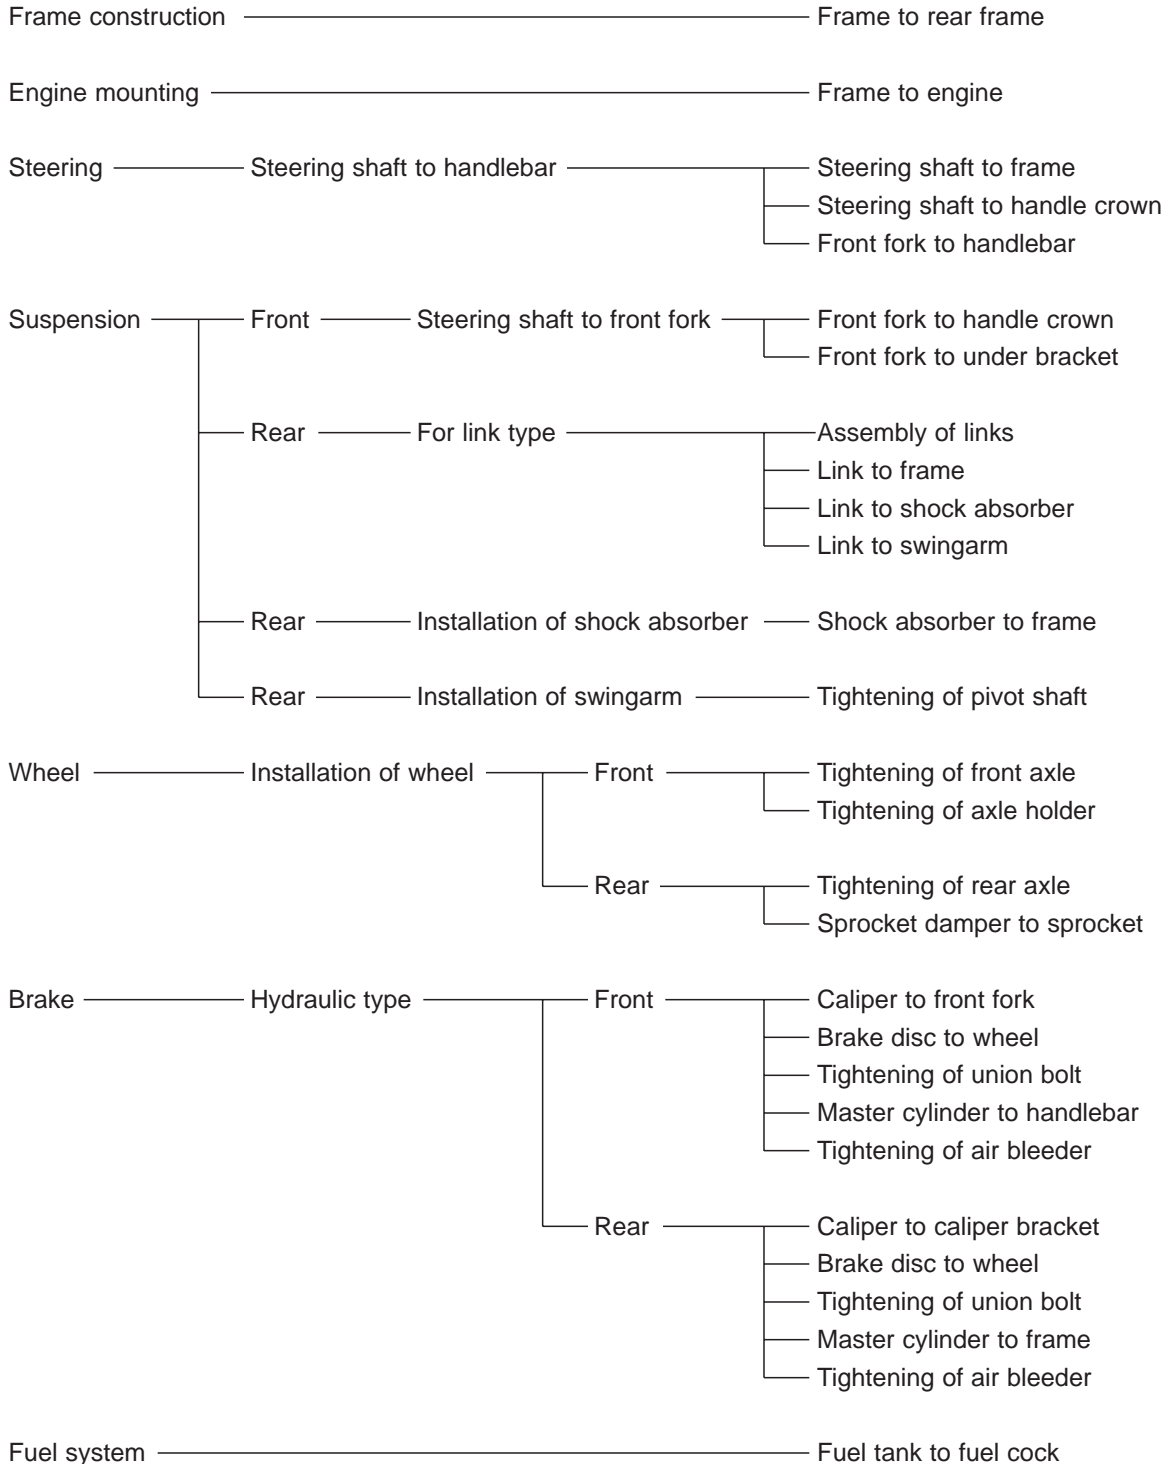 Frame construction Frame to rear frame
Engine mounting Frame to engine
Steering Steering shaft to handlebar Steering shaft to frame
Steering shaft to handle crown
Front fork to handlebar
Suspension Front Steering shaft to front fork Front fork to handle crown
Front fork to under bracket
Rear For link type Assembly of links
Link to frame
Link to shock absorber
Link to swingarm
Rear Installation of shock absorber Shock absorber to frame
Rear Installation of swingarm Tightening of pivot shaft
Wheel Installation of wheel Front Tightening of front axle
Tightening of axle holder
Rear Tightening of rear axle
Sprocket damper to sprocket
Brake Hydraulic type Front Caliper to front fork
Brake disc to wheel
Tightening of union bolt
Master cylinder to handlebar
Tightening of air bleeder
Rear Caliper to caliper bracket
Brake disc to wheel
Tightening of union bolt
Master cylinder to frame
Tightening of air bleeder
Fuel system Fuel tank to fuel cock